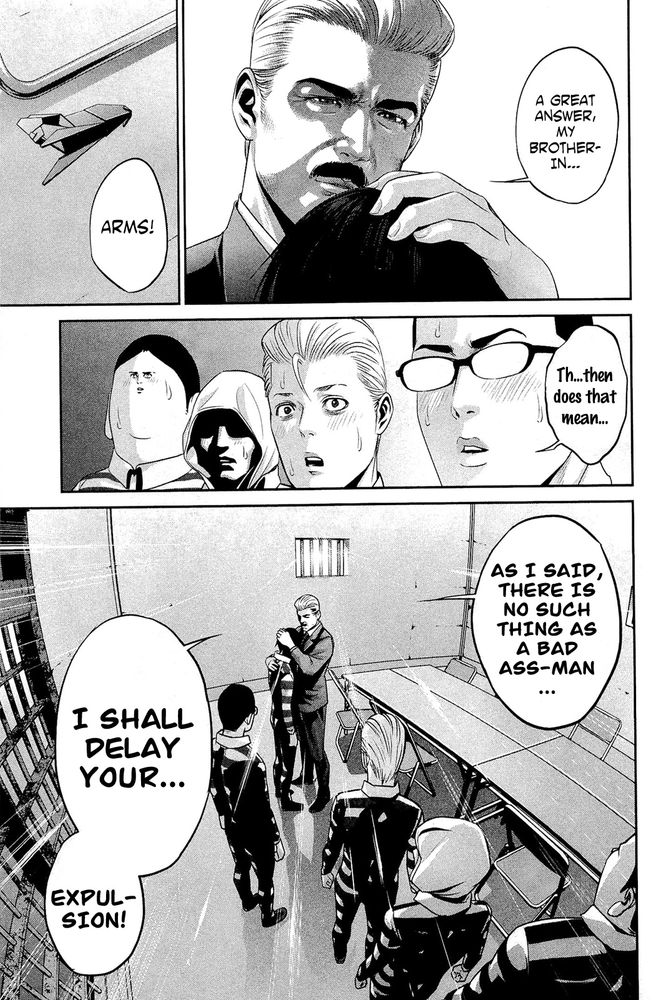 A GREAT
ANSWER,
MY
BROTHER-
IN...
ARMS!
Th...then
does that
mean...
AS I SAID,
THERE IS
NO SUCH
THING AS
A BAD
ASS-MAN
...
I SHALL
DELAY
YOUR...
EXPUL-
SION!